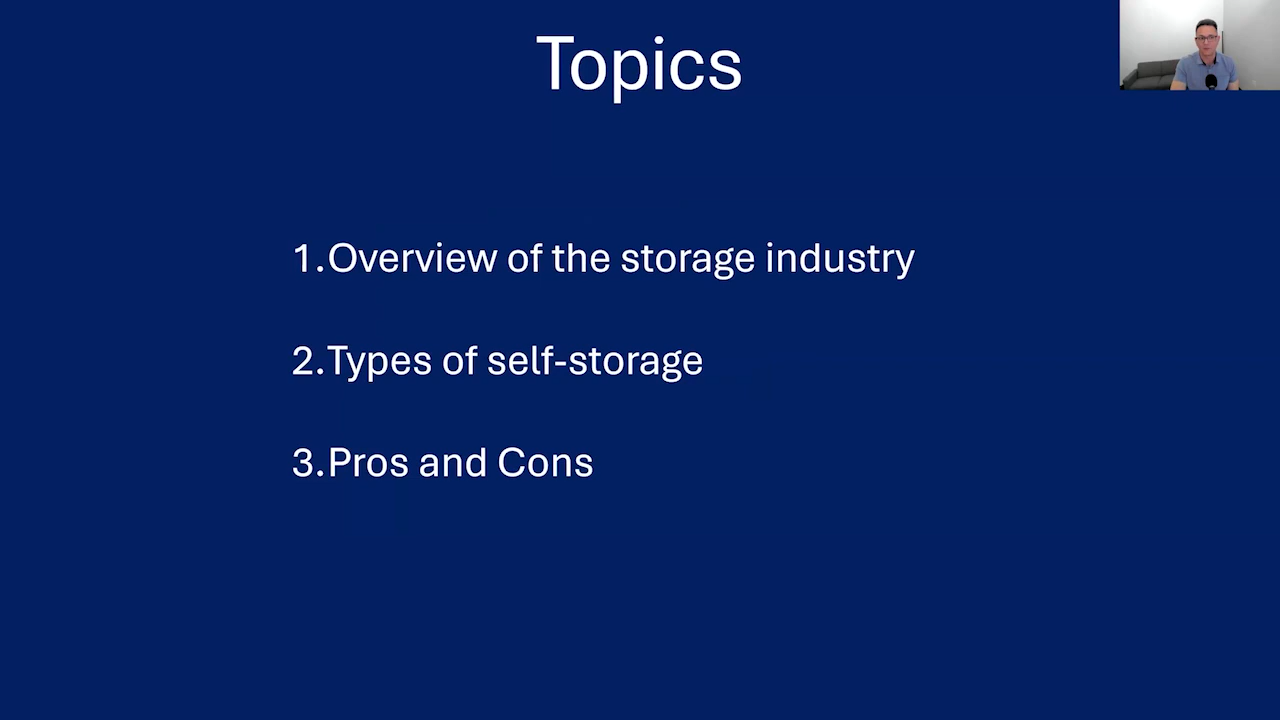 Topics
1.Overview of the storage industry
2.Types of self-storage
3.Pros and Cons